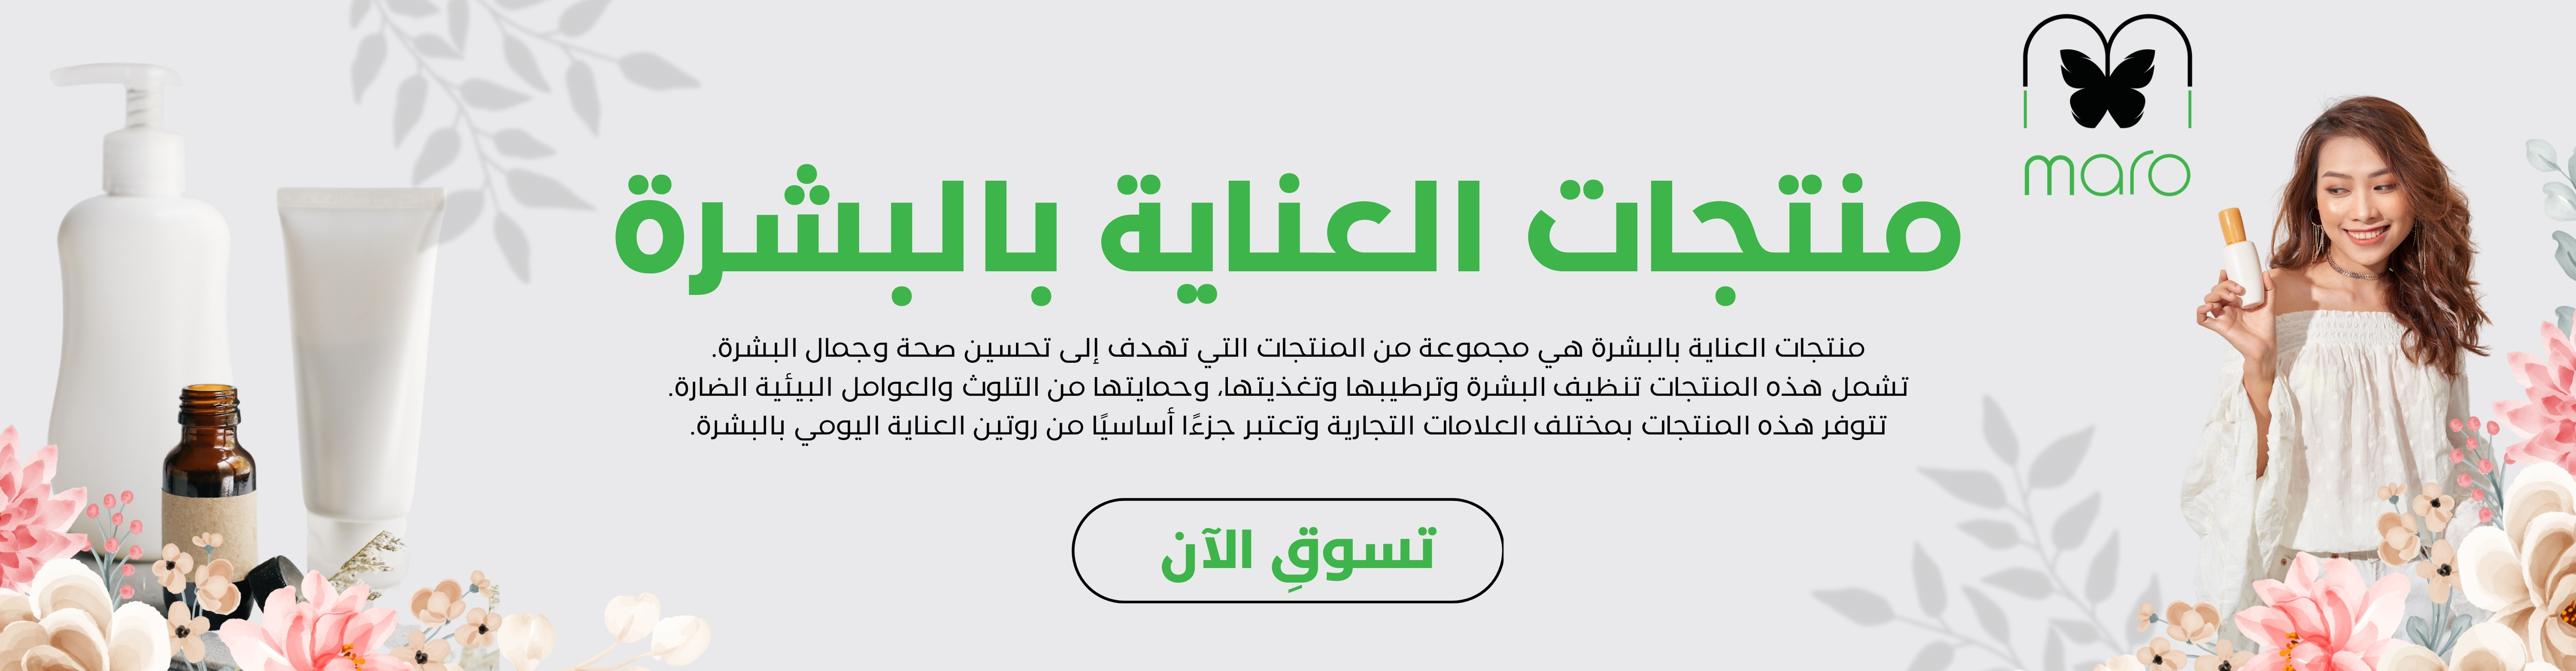 maro
منتجات العناية بالبشرة
منتجات العناية بالبشرة هي مجموعة من المنتجات التي تهدف إلى تحسين صحة وجمال البشرة.
تشمل هذه المنتجات تنظيف البشرة وترطيبها وتغذيتها، وحمايتها من التلوث والعوامل البيئية الضارة.
تتوفر هذه المنتجات بمختلف العلامات التجارية وتعتبر جزءًا أساسيًا من روتين العناية اليومي بالبشرة.
تسوقِ الآن